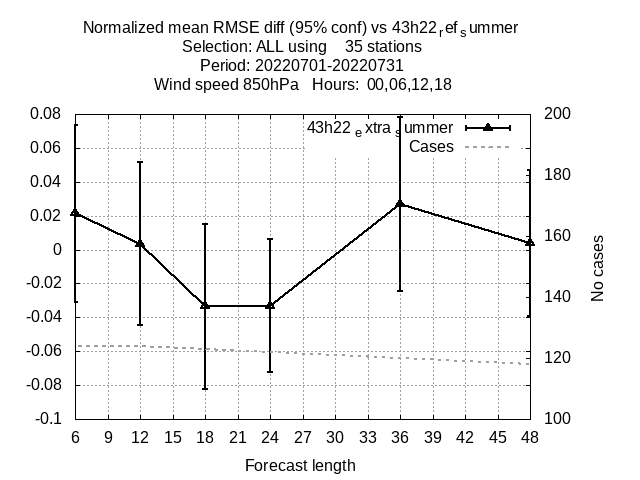 Normalized mean RMSE diff (95% conf) vs 43h22refsummer
Selection: ALL using 35 stations
Period: 20220701-20220731
Wind speed 850hPa Hours: 00,06,12,18
43h22extrasummer
Cases
0.08
0.06
0.04
0.02
0
-0.02
-0.04
-0.06
-0.08
-0.1
200
180
160
140
120
100
No cases
6 9 12 15 18 21 24 27 30 33 36 39 42 45 48
Forecast length